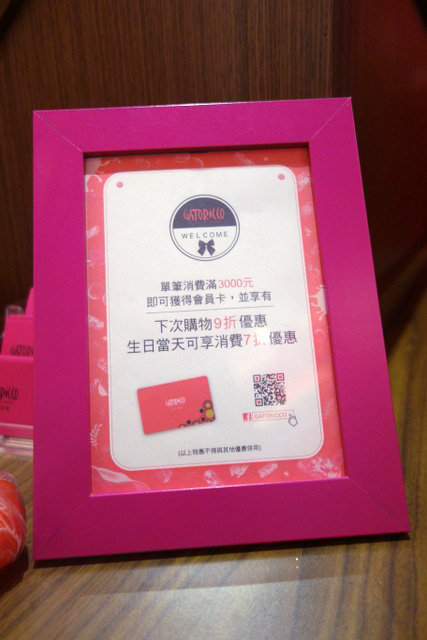 GATORICCO
WELCOME
單筆消費滿3000元
即可獲得會員卡，並享有
下次購物9折優惠
生日當天可享消費7折優惠
GATORICCO
GATORICCO
(以上特惠不得與其他優惠併用)